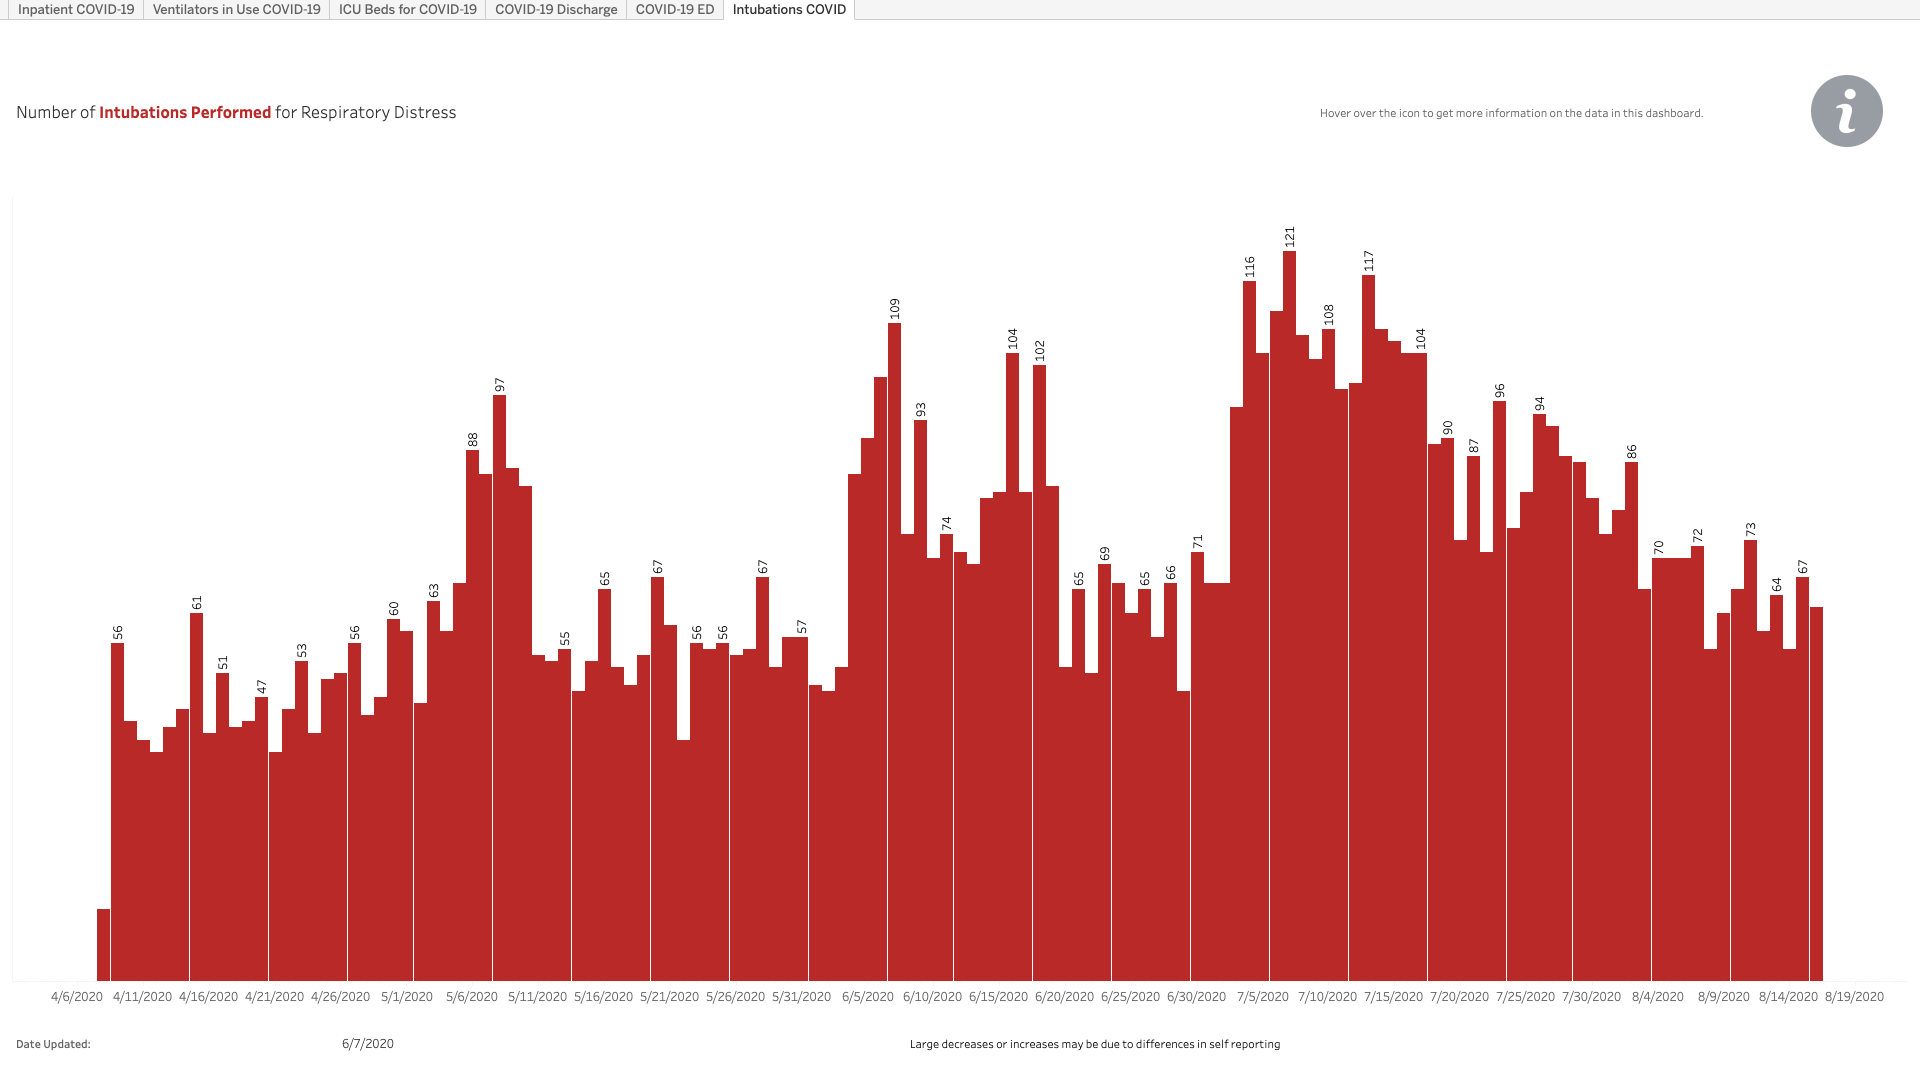 Inpatient COVID-19 Ventilators in Use COVID-19 ICU Beds for COVID-19 COVID-19 Discharge COVID-19 ED Intubations COVID
Number of Intubations Performed for Respiratory Distress
Hover over the icon to get more information on the data in this dashboard.
i
56 61 51 47 53 56 60 63 88 97 55 65 67 56 56 67 57 109 93 74 104 102 65 69 65 66 71 116 121 108 117 104 90 87 96 94 86 70 72 73 64 67
4/6/2020 4/11/2020 4/16/2020 4/21/2020 4/26/2020 5/1/2020 5/6/2020 5/11/2020 5/16/2020 5/21/2020 5/26/2020 5/31/2020 6/5/2020 6/10/2020 6/15/2020 6/20/2020 6/25/2020 6/30/2020 7/5/2020 7/10/2020 7/15/2020 7/20/2020 7/25/2020 7/30/2020 8/4/2020 8/9/2020 8/14/2020 8/19/2020
Date Updated: 6/7/2020
Large decreases or increases may be due to differences in self reporting